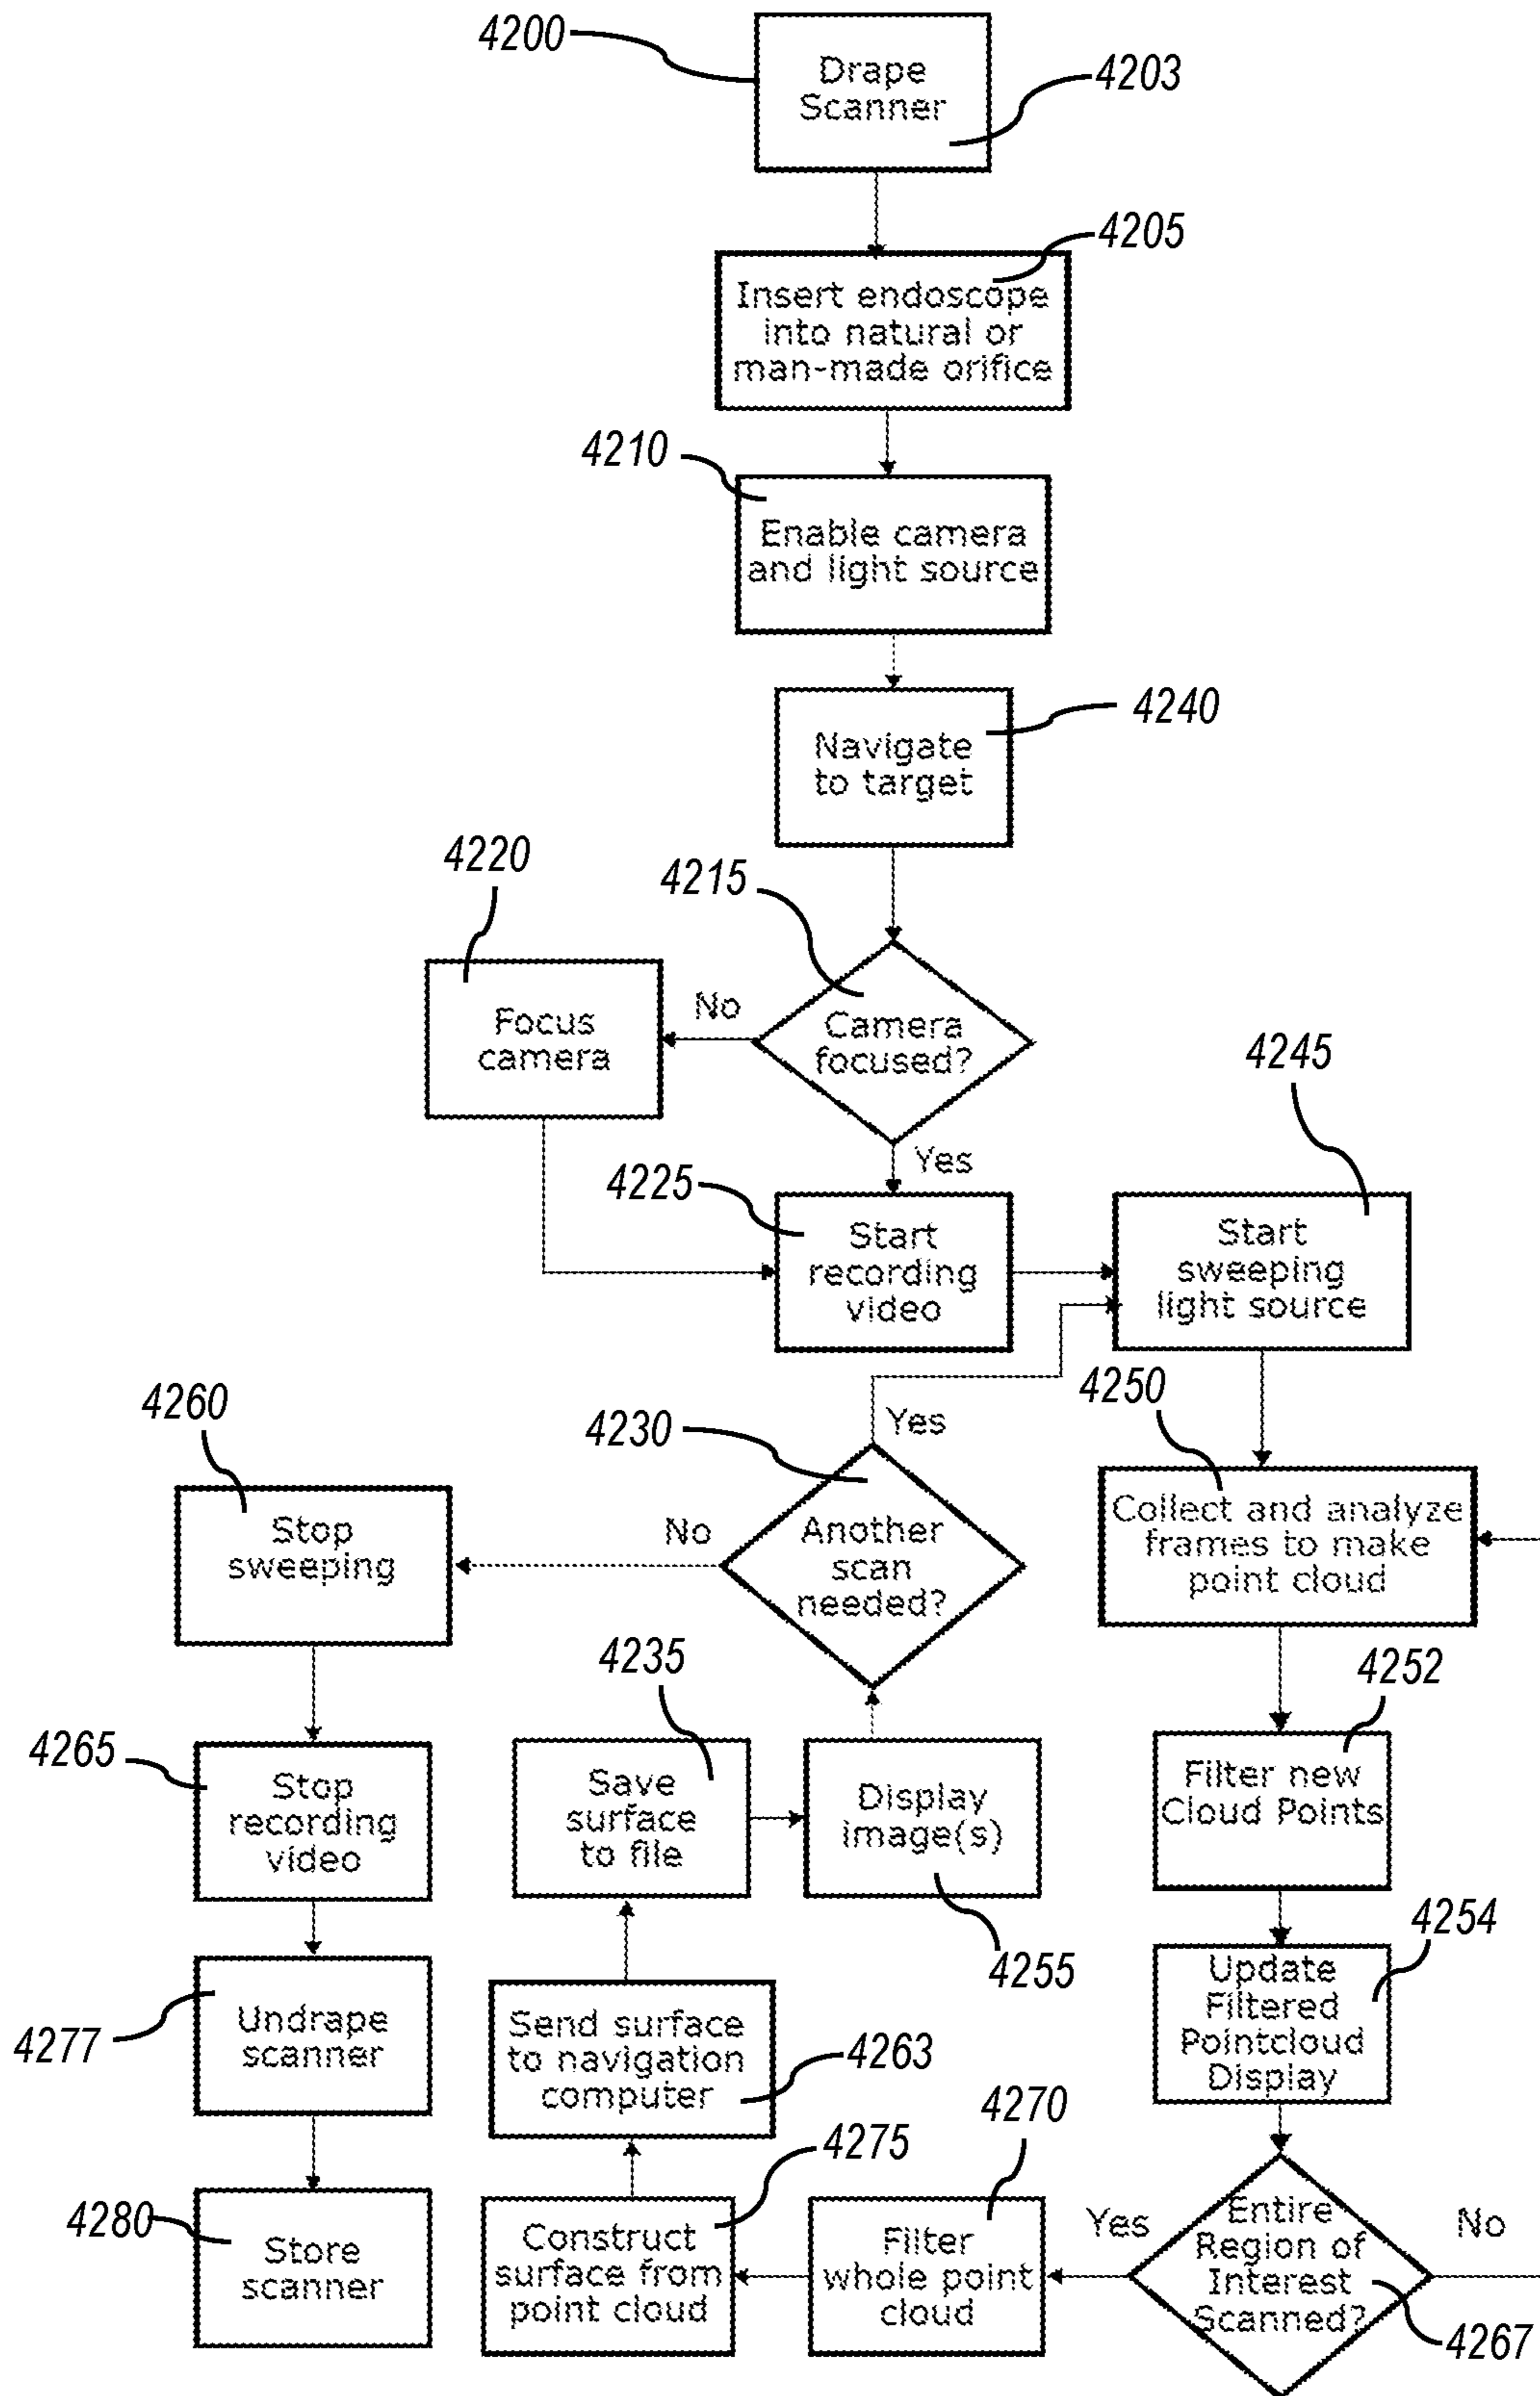 4200
Drape
Scanner
4203
4205
Insert endoscope
into natural or
man-made orifice
4210
Enable camera
and light source
4240
Navigate
to target
4220
4215
Focus
camera
No
Camera
focused?
Yes
4245
4225
Start
recording
video
Start
sweeping
light source
4260
4230
Yes
4250
Stop
sweeping
No
Another
scan
needed?
Collect and analyze
frames to make
point cloud
4235
4252
4265
Stop
recording
video
Save
surface
to file
Display
image(s)
4255
Filter new
Cloud Points
4254
Update
Filtered
Pointcloud
Display
4277
Undrape
scanner
Send surface
to navigation
computer
4263
4270
4275
4280
Store
scanner
Construct
surface from
point cloud
Filter
whole point
cloud
Yes
Entire
Region of
Interest
Scanned?
No
4267